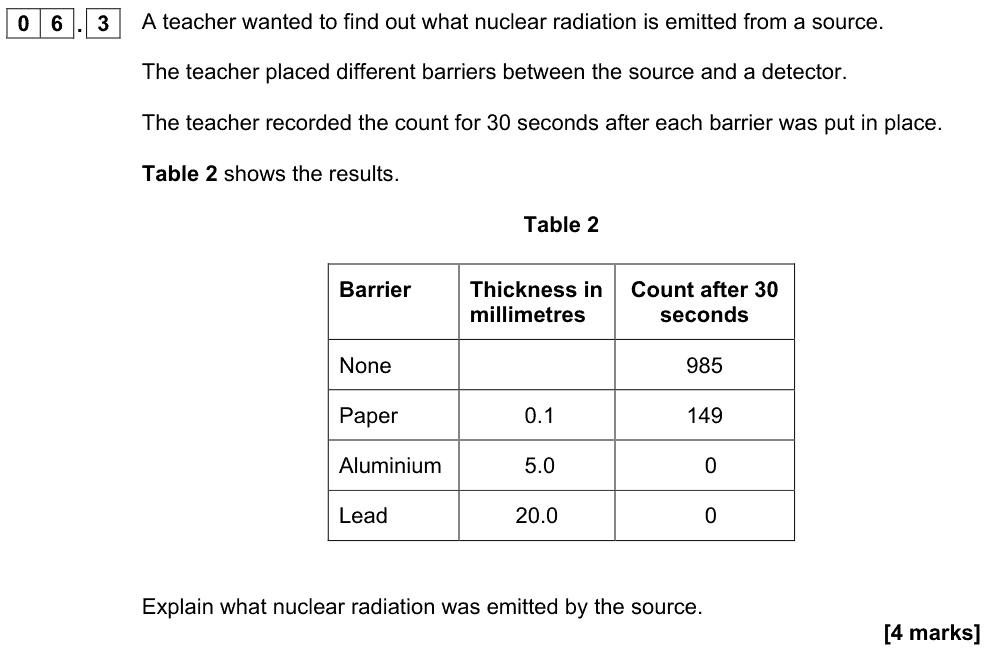 0 6 . 3 A teacher wanted to find out what nuclear radiation is emitted from a source.
The teacher placed different barriers between the source and a detector.
The teacher recorded the count for 30 seconds after each barrier was put in place.
Table 2 shows the results.
Table 2
Barrier Thickness in millimetres Count after 30 seconds
None 985
Paper 0.1 149
Aluminium 5.0 0
Lead 20.0 0
Explain what nuclear radiation was emitted by the source.
[4 marks]